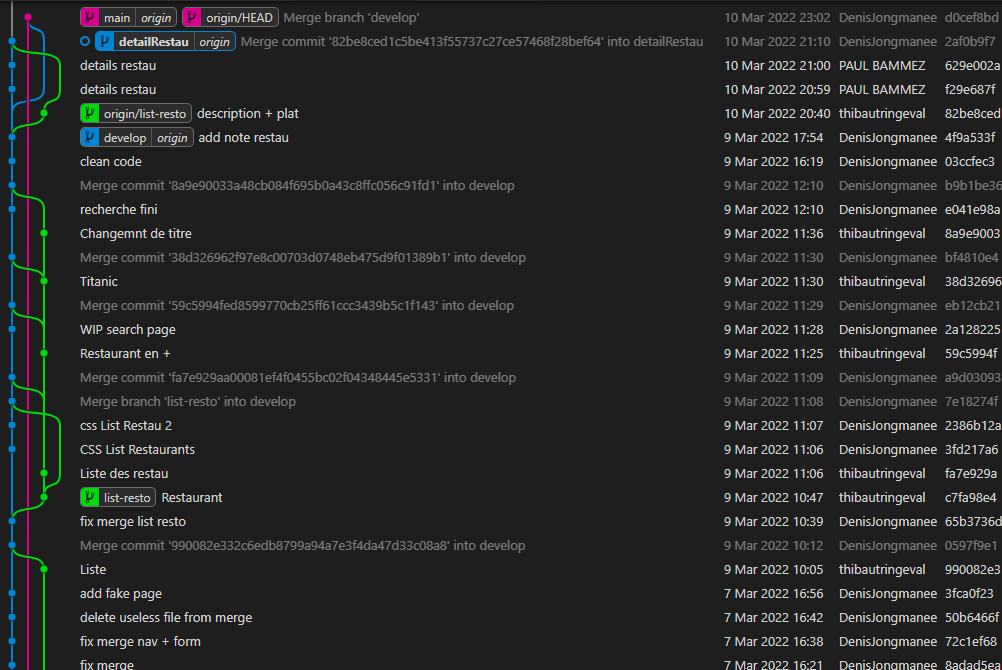 main origin origin/HEAD Merge branch 'develop' 10 Mar 2022 23:02 DenisJongmanee d0cef8bd
detailRestau origin Merge commit '82be8ced1c5be413f55737c27ce57468f28bef64' into detailRestau 10 Mar 2022 21:10 DenisJongmanee 2af0b9f7
details restau 10 Mar 2022 21:00 PAUL BAMMEZ 629e002a
details restau 10 Mar 2022 20:59 PAUL BAMMEZ f29e687f
origin/list-resto description + plat 10 Mar 2022 20:40 thibautringeval 82be8ced
develop origin add note restau 9 Mar 2022 17:54 DenisJongmanee 4f9a533f
clean code 9 Mar 2022 16:19 DenisJongmanee 03ccfec3
Merge commit '8a9e90033a48cb084f695b0a43c8ffc056c91fd1' into develop 9 Mar 2022 12:10 DenisJongmanee b9b1be36
recherche fini 9 Mar 2022 12:10 DenisJongmanee e041e98a
Changemnt de titre 9 Mar 2022 11:36 thibautringeval 8a9e9003
Merge commit '38d326962f97e8c00703d0748eb475d9f01389b1' into develop 9 Mar 2022 11:30 DenisJongmanee bf4810e4
Titanic 9 Mar 2022 11:30 thibautringeval 38d32696
Merge commit '59c5994fed8599770cb25ff61ccc3439b5c1f143' into develop 9 Mar 2022 11:29 DenisJongmanee eb12cb21
WIP search page 9 Mar 2022 11:28 DenisJongmanee 2a128225
Restaurant en + 9 Mar 2022 11:25 thibautringeval 59c5994f
Merge commit 'fa7e929aa00081ef4f0455bc02f04348445e5331' into develop 9 Mar 2022 11:09 DenisJongmanee a9d03093
Merge branch 'list-resto' into develop 9 Mar 2022 11:08 DenisJongmanee 7e18274f
css List Restau 2 9 Mar 2022 11:07 DenisJongmanee 2386b12a
CSS List Restaurants 9 Mar 2022 11:06 DenisJongmanee 3fd217a6
Liste des restau 9 Mar 2022 11:06 thibautringeval fa7e929a
list-resto Restaurant 9 Mar 2022 10:47 thibautringeval c7fa98e4
fix merge list resto 9 Mar 2022 10:39 DenisJongmanee 65b3736d
Merge commit '990082e332c6edb8799a94a7e3f4da47d33c08a8' into develop 9 Mar 2022 10:12 DenisJongmanee 0597f9e1
Liste 9 Mar 2022 10:05 thibautringeval 990082e3
add fake page 7 Mar 2022 16:56 DenisJongmanee 3fca0f23
delete useless file from merge 7 Mar 2022 16:42 DenisJongmanee 50b6466f
fix merge nav + form 7 Mar 2022 16:38 DenisJongmanee 72c1ef68
fix merge 7 Mar 2022 16:21 DenisJongmanee 8adad5ea